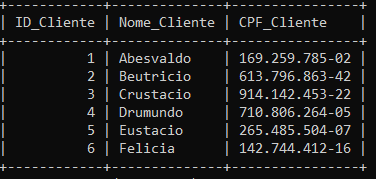 ID_Cliente | Nome_Cliente | CPF_Cliente
1 | Abesvaldo | 169.259.785-02
2 | Beutricio | 613.796.863-42
3 | Crustacio | 914.142.453-22
4 | Drumundo | 710.806.264-05
5 | Eustacio | 265.485.504-07
6 | Felicia | 142.744.412-16